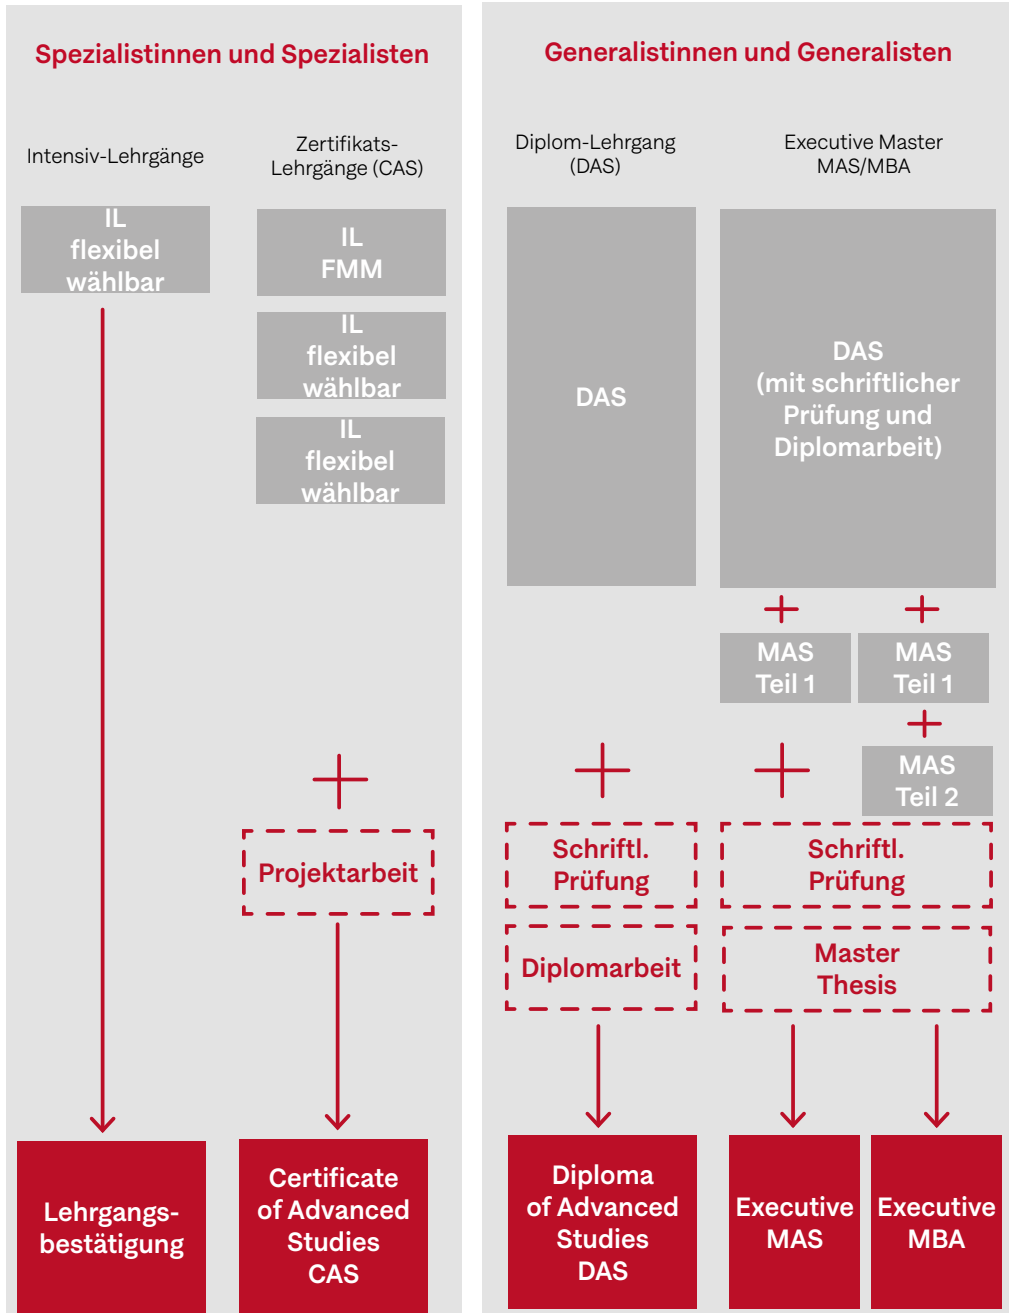 Spezialistinnen und Spezialisten
Intensiv-Lehrgänge
Zertifikats-
Lehrgänge (CAS)
IL
flexibel
wählbar
IL
FMM
IL
flexibel
wählbar
IL
flexibel
wählbar
Projektarbeit
Lehrgangs-
bestätigung
Certificate
of Advanced
Studies
CAS
Generalistinnen und Generalisten
Diplom-Lehrgang
(DAS)
Executive Master
MAS/MBA
DAS
DAS
(mit schriftlicher
Prüfung und
Diplomarbeit)
MAS
Teil 1
MAS
Teil 1
MAS
Teil 2
Schriftl.
Prüfung
Schriftl.
Prüfung
Diplomarbeit
Master
Thesis
Diploma
of Advanced
Studies
DAS
Executive
MAS
Executive
MBA